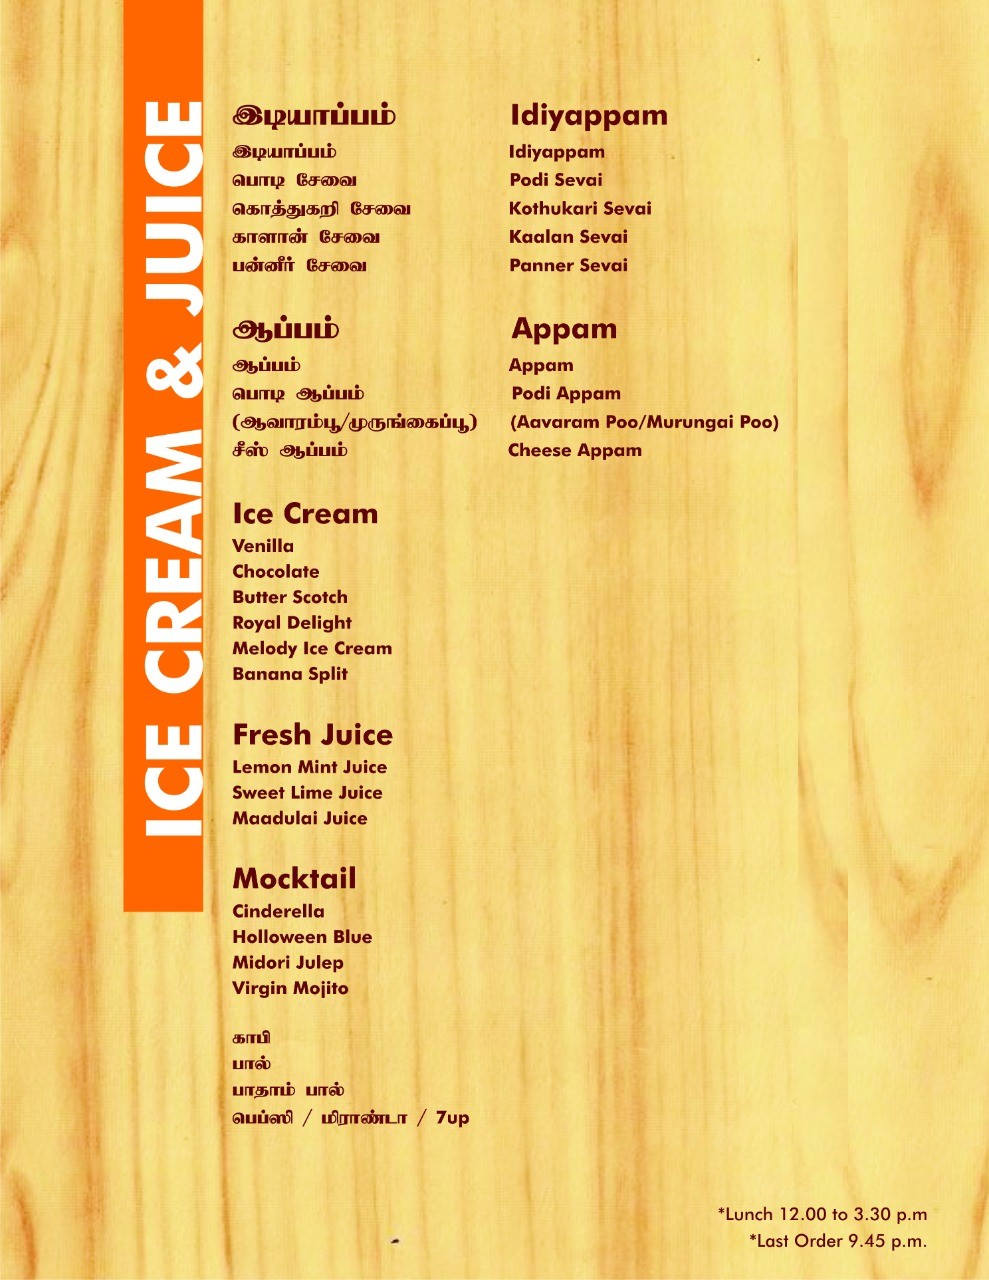 ICE CREAM & JUICE
இடியாப்பம் Idiyappam
இடியாப்பம் Idiyappam
பொடி சேவை Podi Sevai
கொத்துகறி சேவை Kothukari Sevai
காளான் சேவை Kaalan Sevai
பன்னீர் சேவை Panner Sevai
ஆப்பம் Appam
ஆப்பம் Appam
பொடி ஆப்பம் Podi Appam
(ஆவாரம்பூ/முருங்கைப்பூ) (Aavaram Poo/Murungai Poo)
சீஸ் ஆப்பம் Cheese Appam
Ice Cream
Venilla
Chocolate
Butter Scotch
Royal Delight
Melody Ice Cream
Banana Split
Fresh Juice
Lemon Mint Juice
Sweet Lime Juice
Maadulai Juice
Mocktail
Cinderella
Holloween Blue
Midori Julep
Virgin Mojito
காபி
பால்
பாதாம் பால்
பெப்ஸி / மிராண்டா / 7up
*Lunch 12.00 to 3.30 p.m
*Last Order 9.45 p.m.